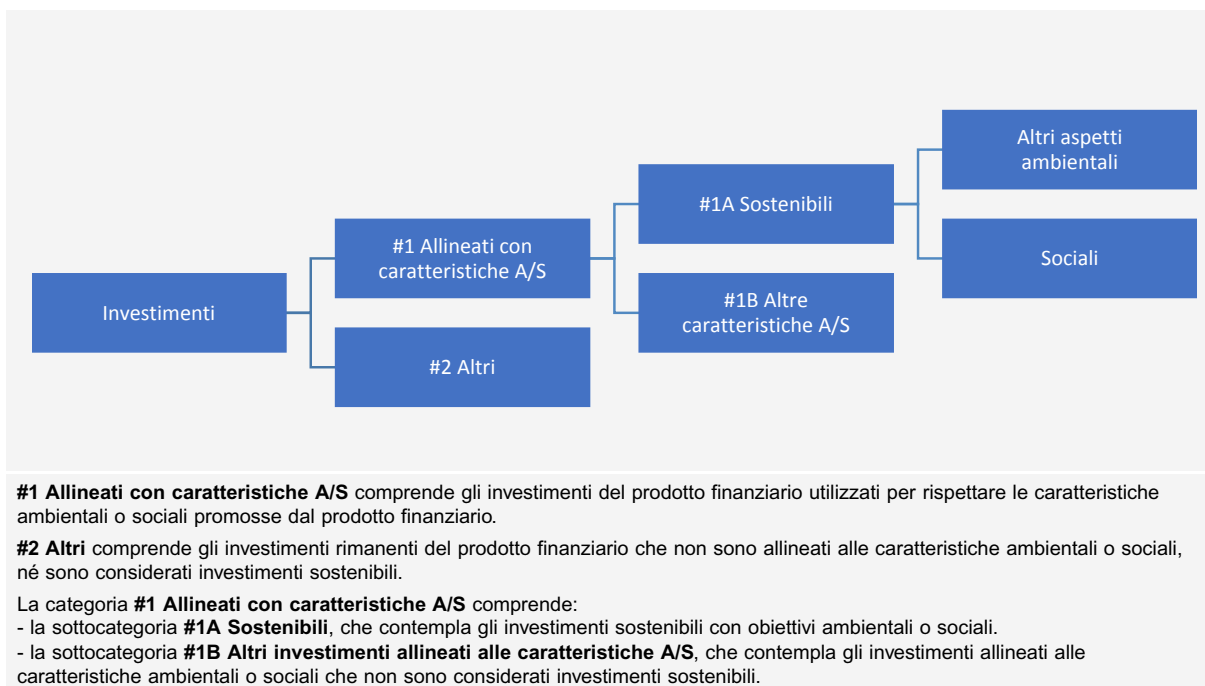 Altri aspetti
ambientali
#1A Sostenibili
#1 Allineati con
caratteristiche A/S
Sociali
#1B Altre
caratteristiche A/S
Investimenti
#2 Altri
#1 Allineati con caratteristiche A/S comprende gli investimenti del prodotto finanziario utilizzati per rispettare le caratteristiche
ambientali o sociali promosse dal prodotto finanziario.
#2 Altri comprende gli investimenti rimanenti del prodotto finanziario che non sono allineati alle caratteristiche ambientali o sociali,
né sono considerati investimenti sostenibili.
La categoria #1 Allineati con caratteristiche A/S comprende:
- la sottocategoria #1A Sostenibili, che contempla gli investimenti sostenibili con obiettivi ambientali o sociali.
- la sottocategoria #1B Altri investimenti allineati alle caratteristiche A/S, che contempla gli investimenti allineati alle
caratteristiche ambientali o sociali che non sono considerati investimenti sostenibili.